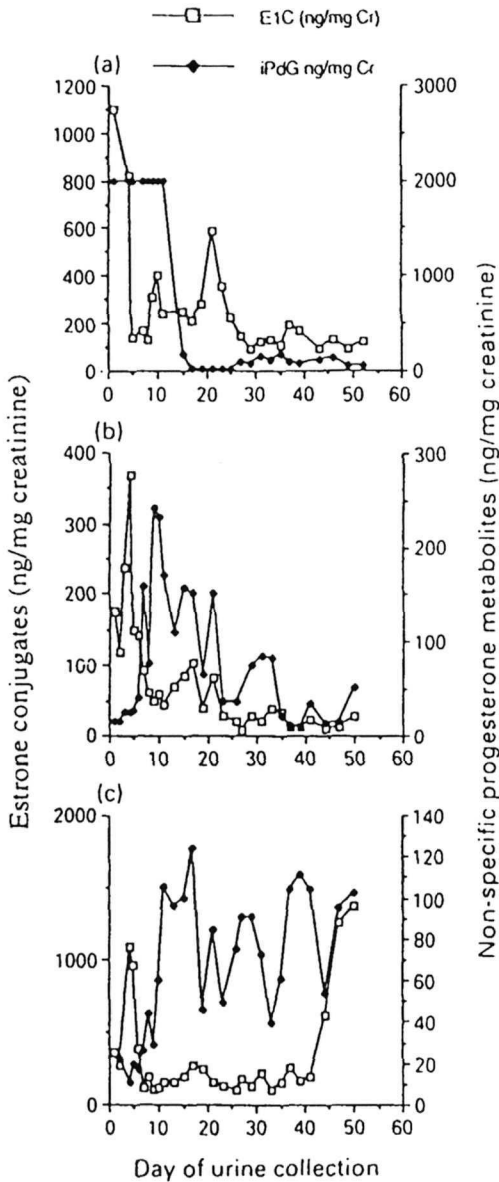 E1C (ng/mg Cr)
iPdG ng/mg Cr
(a)
1200
1000
800
600
400
200
0
3000
2000
1000
0
0 10 20 30 40 50 60
(b)
400
300
200
160
0
300
200
100
0
0 10 20 30 40 50 60
(c)
2000
1000
0
140
120
100
80
60
40
20
0
0 10 20 30 40 50 60
Estrone conjugates (ng/mg creatinine)
Non-specific progesterone metabolites (ng/mg creatinine)
Day of urine collection